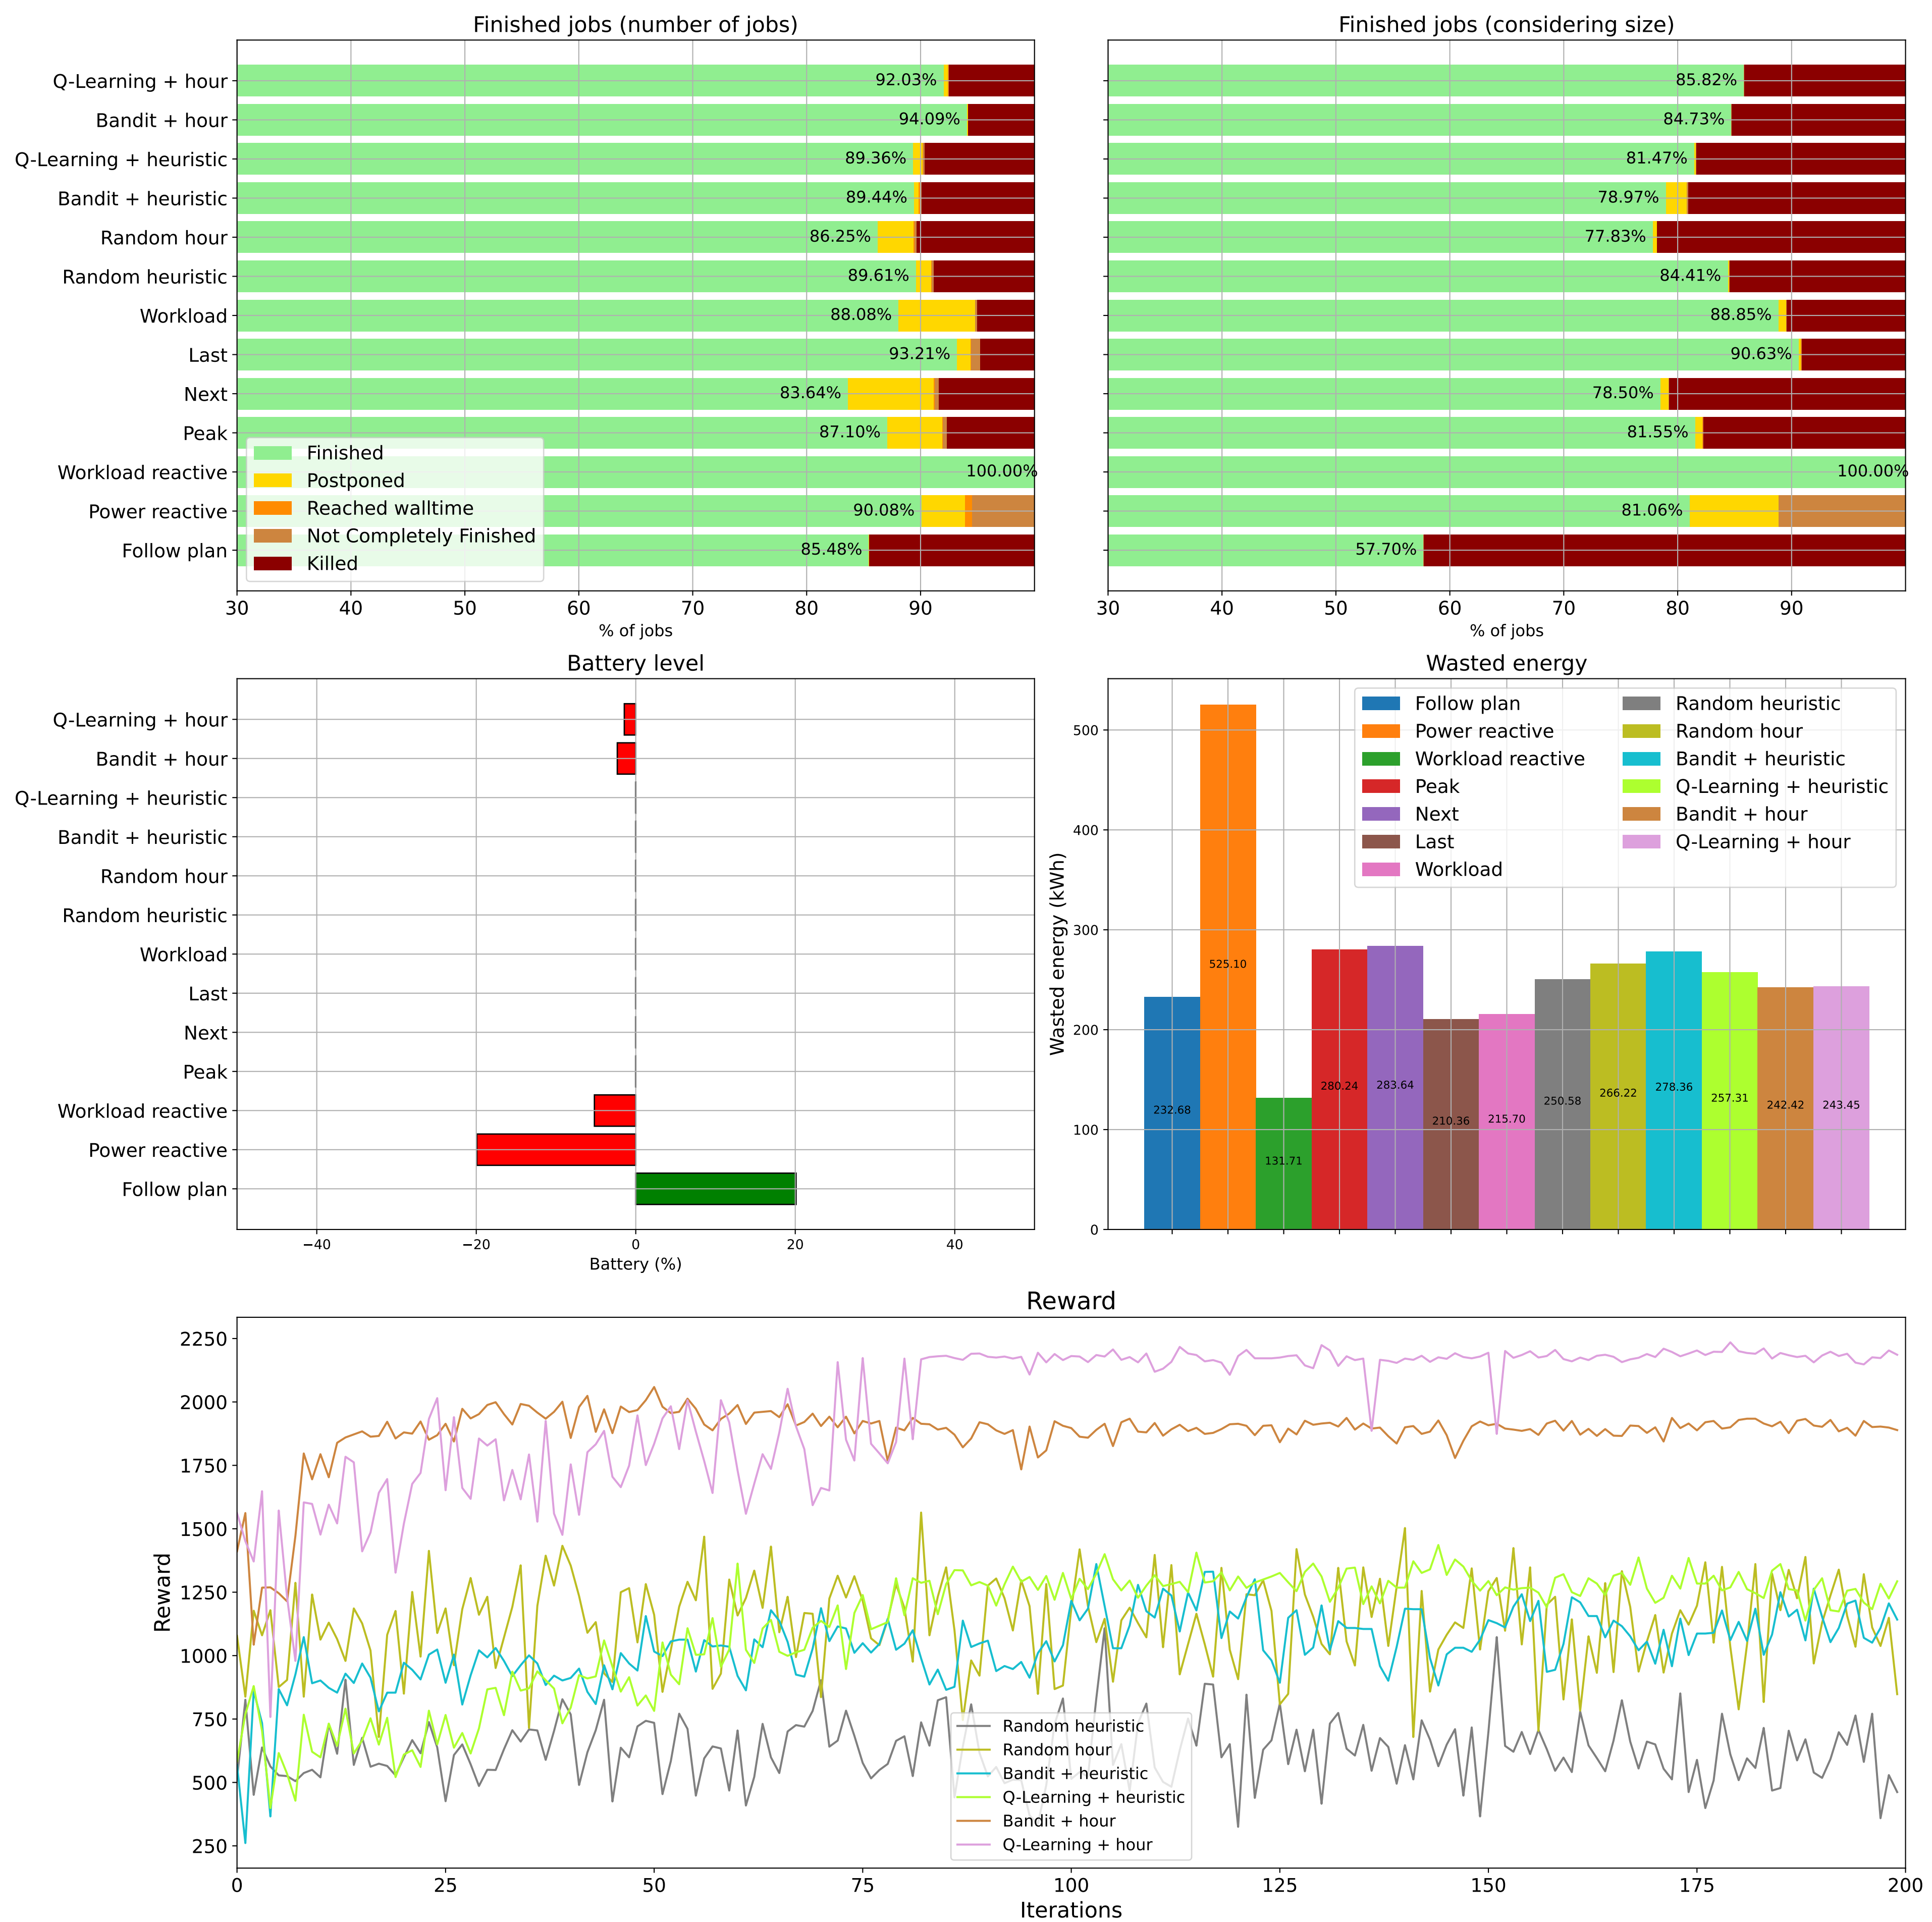 Finished jobs (number of jobs)
Q-Learning + hour
Bandit + hour
Q-Learning + heuristic
Bandit + heuristic
Random hour
Random heuristic
Workload
Last
Next
Peak
Workload reactive
Power reactive
Follow plan
92.03%
94.09%
89.36%
89.44%
86.25%
89.61%
88.08%
93.21%
83.64%
87.10%
100.00%
90.08%
85.48%
Finished
Postponed
Reached walltime
Not Completely Finished
Killed
30 40 50 60 70 80 90
% of jobs
Finished jobs (considering size)
85.82%
84.73%
81.47%
78.97%
77.83%
84.41%
88.85%
90.63%
78.50%
81.55%
100.00%
81.06%
57.70%
30 40 50 60 70 80 90
% of jobs
Battery level
Q-Learning + hour
Bandit + hour
Q-Learning + heuristic
Bandit + heuristic
Random hour
Random heuristic
Workload
Last
Next
Peak
Workload reactive
Power reactive
Follow plan
−40 −20 0 20 40
Battery (%)
Wasted energy
Wasted energy (kWh)
500
400
300
200
100
0
Follow plan
Power reactive
Workload reactive
Peak
Next
Last
Workload
Random heuristic
Random hour
Bandit + heuristic
Q-Learning + heuristic
Bandit + hour
Q-Learning + hour
232.68
525.10
131.71
280.24
283.64
210.36
215.70
250.58
266.22
278.36
257.31
242.42
243.45
Reward
Reward
2250
2000
1750
1500
1250
1000
750
500
250
Random heuristic
Random hour
Bandit + heuristic
Q-Learning + heuristic
Bandit + hour
Q-Learning + hour
0 25 50 75 100 125 150 175 200
Iterations